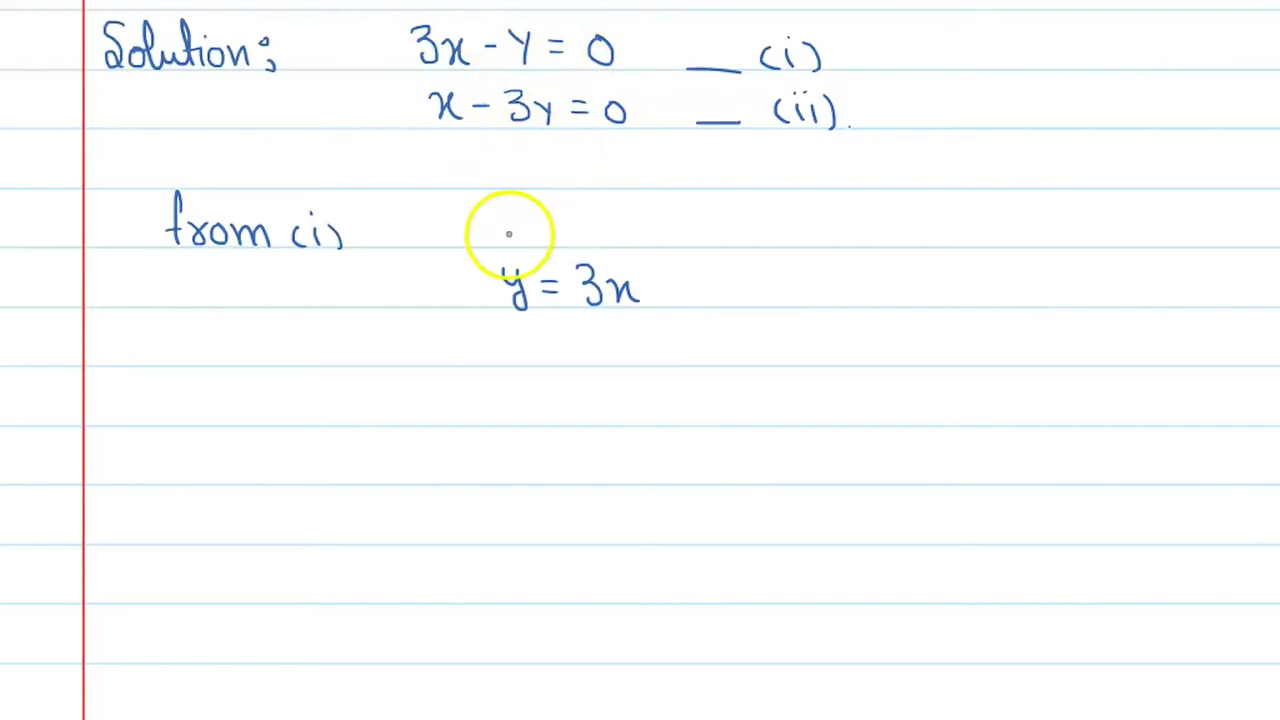 Solution: 3x - Y = 0 __ (i)
x - 3Y = 0 __ (ii).
from (i)
y = 3x